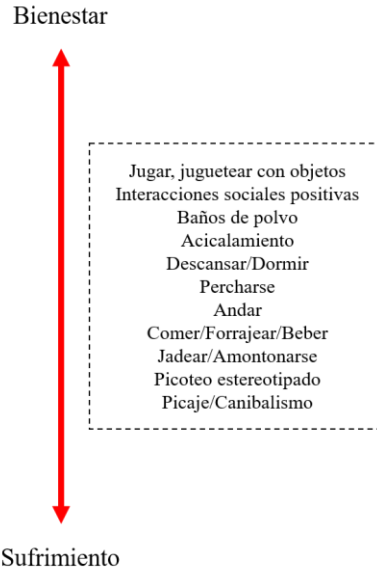 Bienestar
Jugar, juguetear con objetos
Interacciones sociales positivas
Baños de polvo
Acicalamiento
Descansar/Dormir
Percharse
Andar
Comer/Forrajear/Beber
Jadear/Amontonarse
Picoteo estereotipado
Picaje/Canibalismo
Sufrimiento